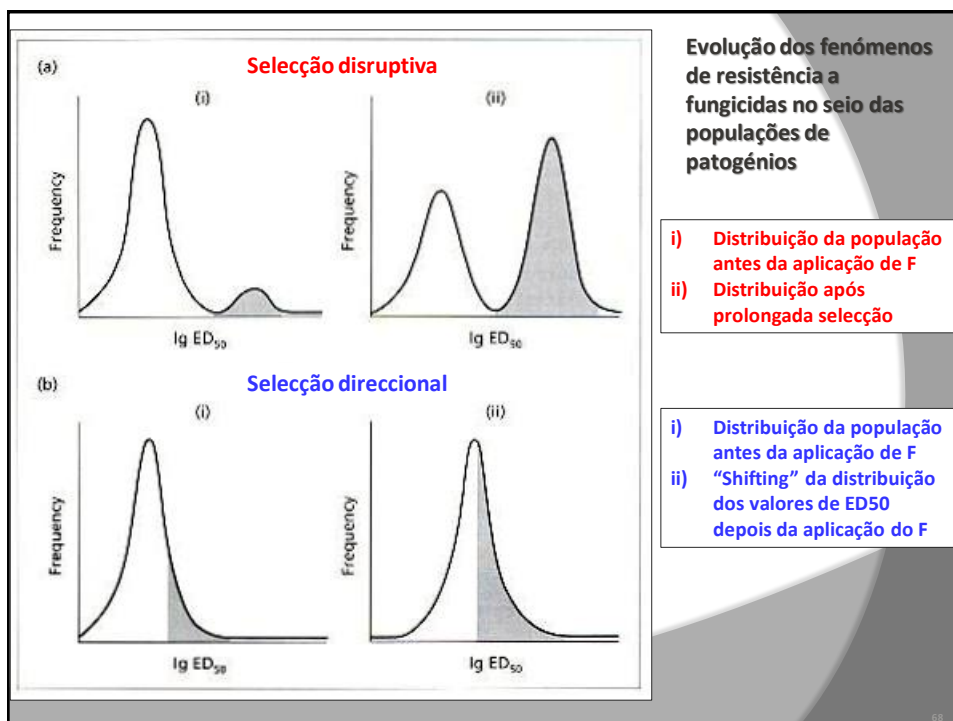 (a)
Selecção disruptiva
(i)
(ii)
Frequency
Frequency
lg ED₅₀
lg ED₅₀
(b)
Selecção direccional
(i)
(ii)
Frequency
Frequency
lg ED₅₀
lg ED₅₀
Evolução dos fenómenos
de resistência a
fungicidas no seio das
populações de
patogénios
i) Distribuição da população
antes da aplicação de F
ii) Distribuição após
prolongada selecção
i) Distribuição da população
antes da aplicação de F
ii) “Shifting” da distribuição
dos valores de ED50
depois da aplicação do F
68